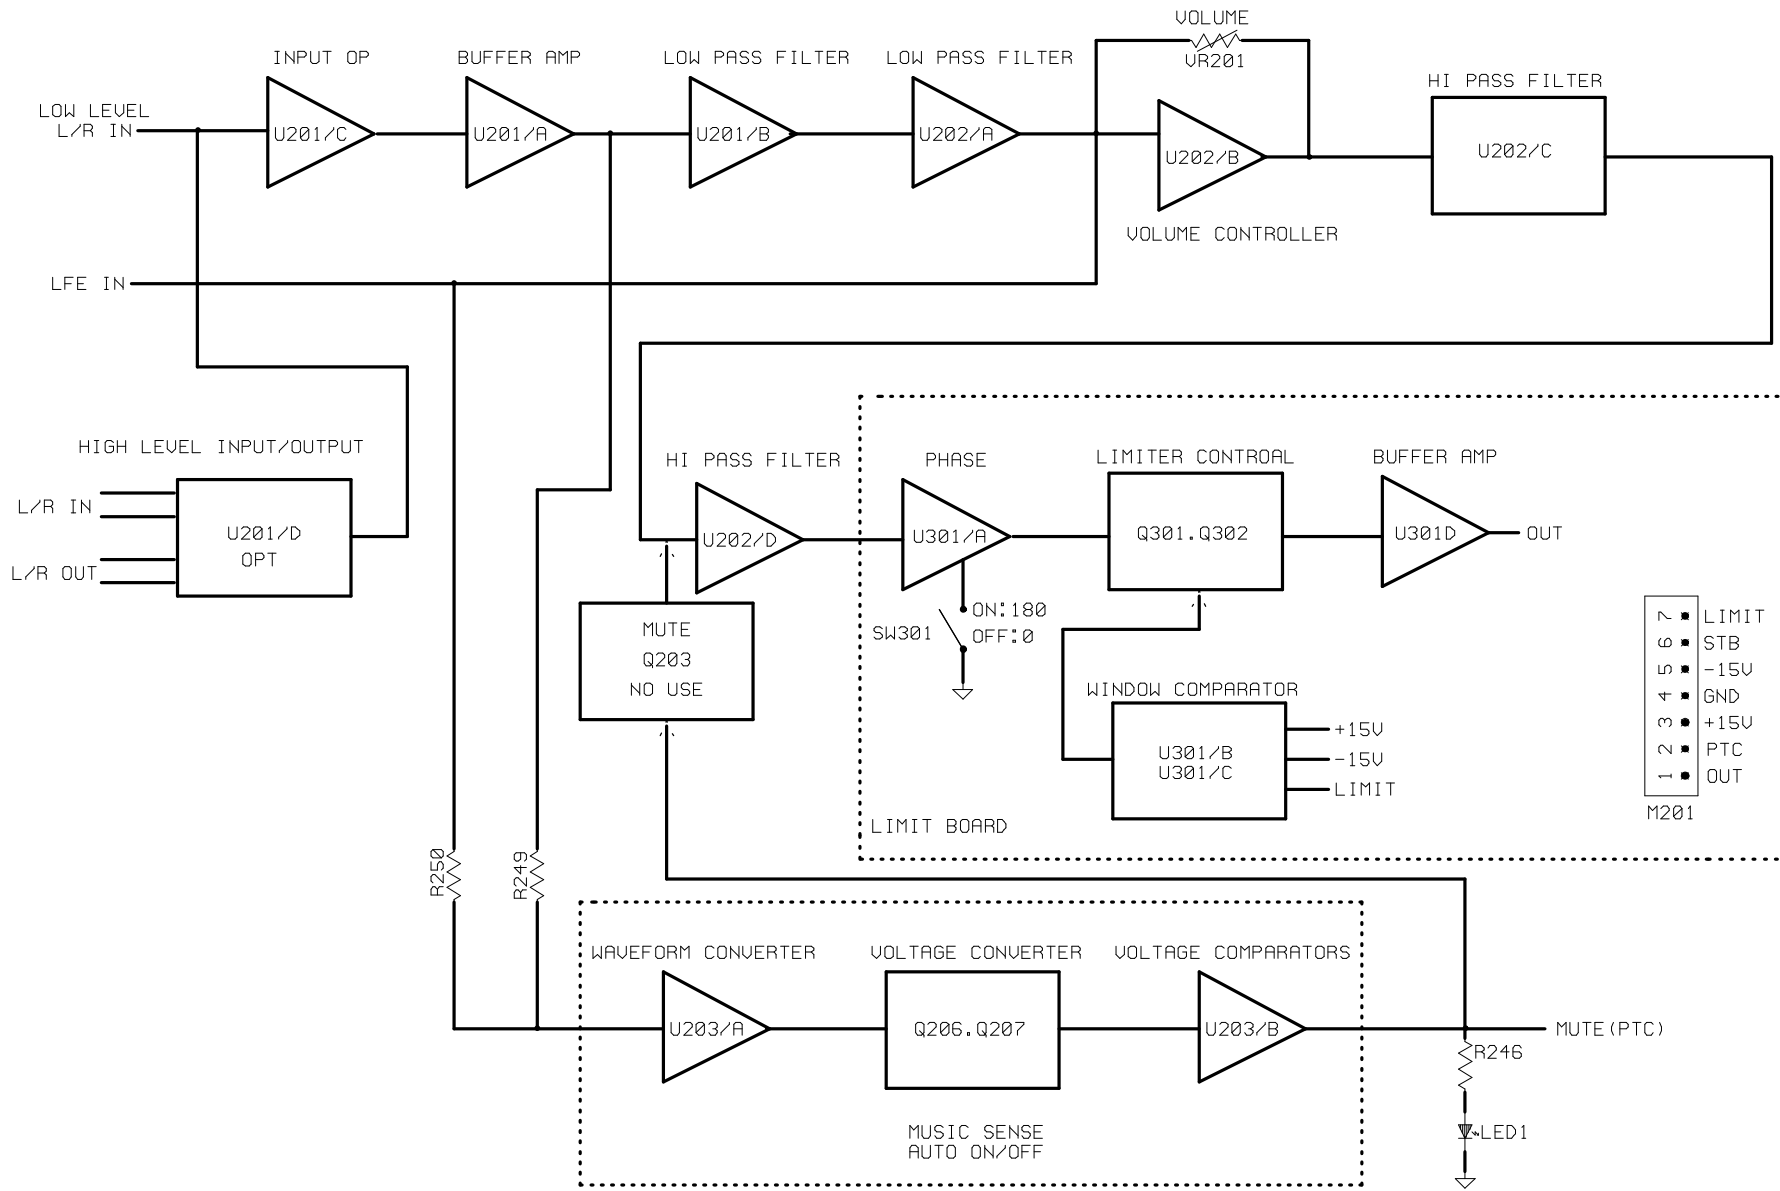 VOLUME
VR201
INPUT OP
BUFFER AMP
LOW PASS FILTER
LOW PASS FILTER
HI PASS FILTER
LOW LEVEL
L/R IN
U201/C
U201/A
U201/B
U202/A
U202/B
U202/C
VOLUME CONTROLLER
LFE IN
HIGH LEVEL INPUT/OUTPUT
L/R IN
L/R OUT
U201/D
OPT
HI PASS FILTER
PHASE
LIMITER CONTROAL
BUFFER AMP
U202/D
U301/A
Q301.Q302
U301D
OUT
MUTE
Q203
NO USE
SW301
ON:180
OFF:0
WINDOW COMPARATOR
U301/B
U301/C
+15V
-15V
LIMIT
LIMIT BOARD
7 LIMIT
6 STB
5 -15V
4 GND
3 +15V
2 PTC
1 OUT
M201
R250
R249
WAVEFORM CONVERTER
VOLTAGE CONVERTER
VOLTAGE COMPARATORS
U203/A
Q206.Q207
U203/B
MUTE(PTC)
R246
LED1
MUSIC SENSE
AUTO ON/OFF